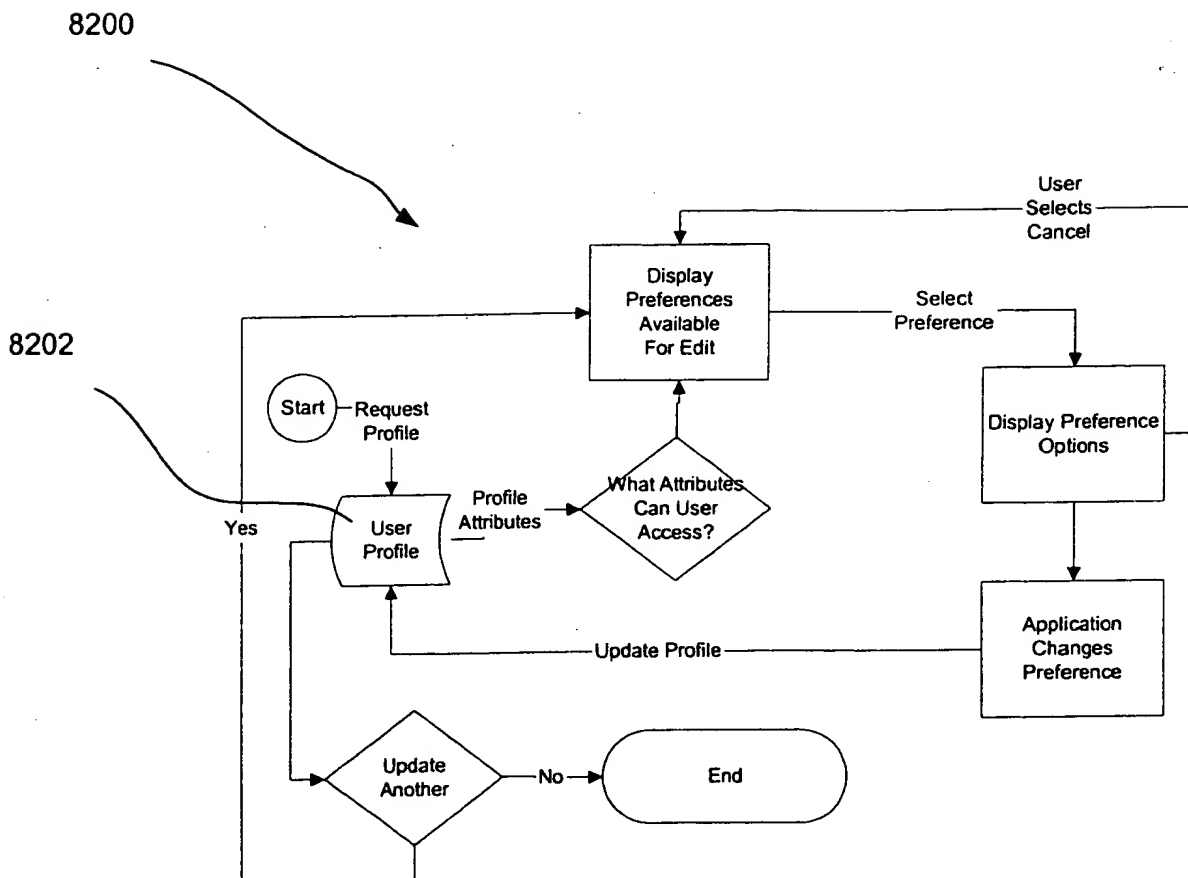 8200
User
Selects
Cancel
Display
Preferences
Available
For Edit
Select
Preference
8202
Start
Request
Profile
Display Preference
Options
What Attributes
Can User
Access?
Profile
Attributes
User
Profile
Yes
Application
Changes
Preference
Update Profile
Update
Another
No
End